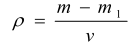 ρ = (m − m₁) / v